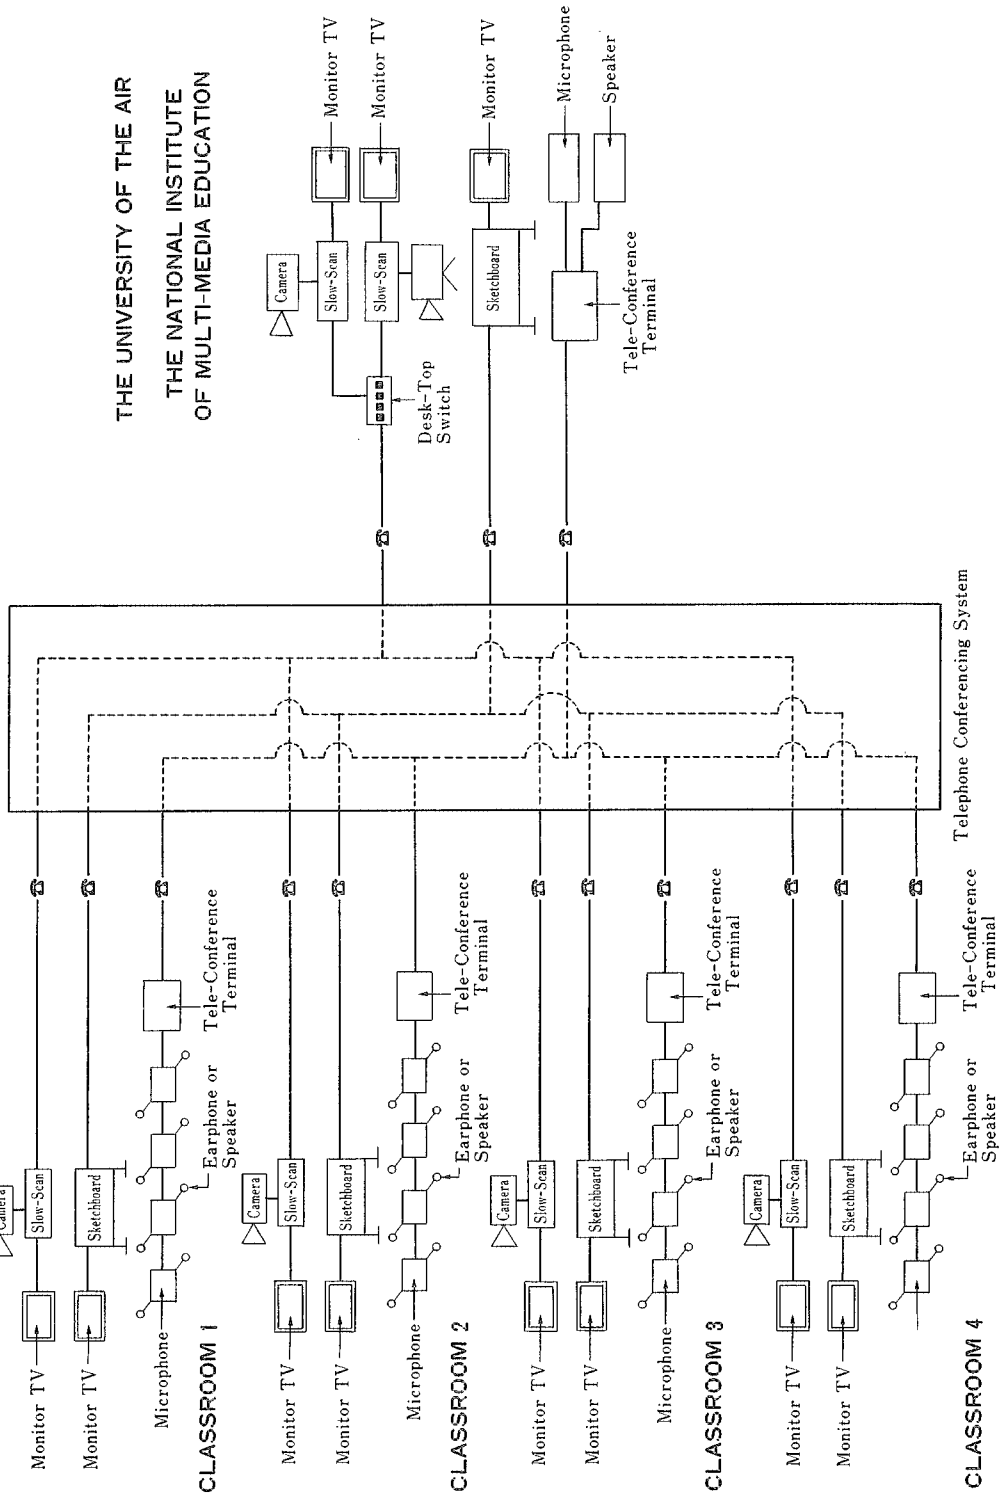 THE UNIVERSITY OF THE AIR
THE NATIONAL INSTITUTE
OF MULTI-MEDIA EDUCATION
Camera
Slow-Scan
Monitor TV
Slow-Scan
Monitor TV
Desk-Top
Switch
Sketchboard
Monitor TV
Microphone
Speaker
Tele-Conference
Terminal
Telephone Conferencing System
Monitor TV
Camera
Slow-Scan
Monitor TV
Sketchboard
Microphone
Earphone or
Speaker
Tele-Conference
Terminal
CLASSROOM 1
Monitor TV
Camera
Slow-Scan
Monitor TV
Sketchboard
Microphone
Earphone or
Speaker
Tele-Conference
Terminal
CLASSROOM 2
Monitor TV
Camera
Slow-Scan
Monitor TV
Sketchboard
Microphone
Earphone or
Speaker
Tele-Conference
Terminal
CLASSROOM 3
Monitor TV
Camera
Slow-Scan
Monitor TV
Sketchboard
Earphone or
Speaker
Tele-Conference
Terminal
CLASSROOM 4